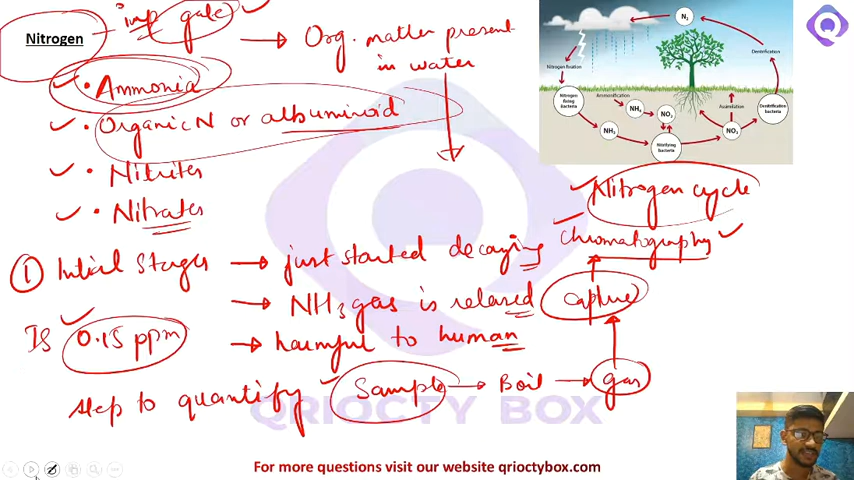 Nitrogen
imp gate
→ Org. matter present
in water
• Ammonia
• Organic N or albuminoid
• Nitrites
• Nitrates
N₂
Nitrogen fixation
Denitrification
Nitrogen
fixing
bacteria
Ammonification
NH₄
NO₂
Assimilation
Denitrification
bacteria
NH₃
NO₃
Nitrifying
bacteria
Nitrogen cycle
Chromatography
① Initial Stages → just started decaying
→ NH₃ gas is released
capture
IS 0.15 ppm → harmful to human
step to quantify Sample → Boil → gas
QRIOCTY BOX
For more questions visit our website qrioctybox.com